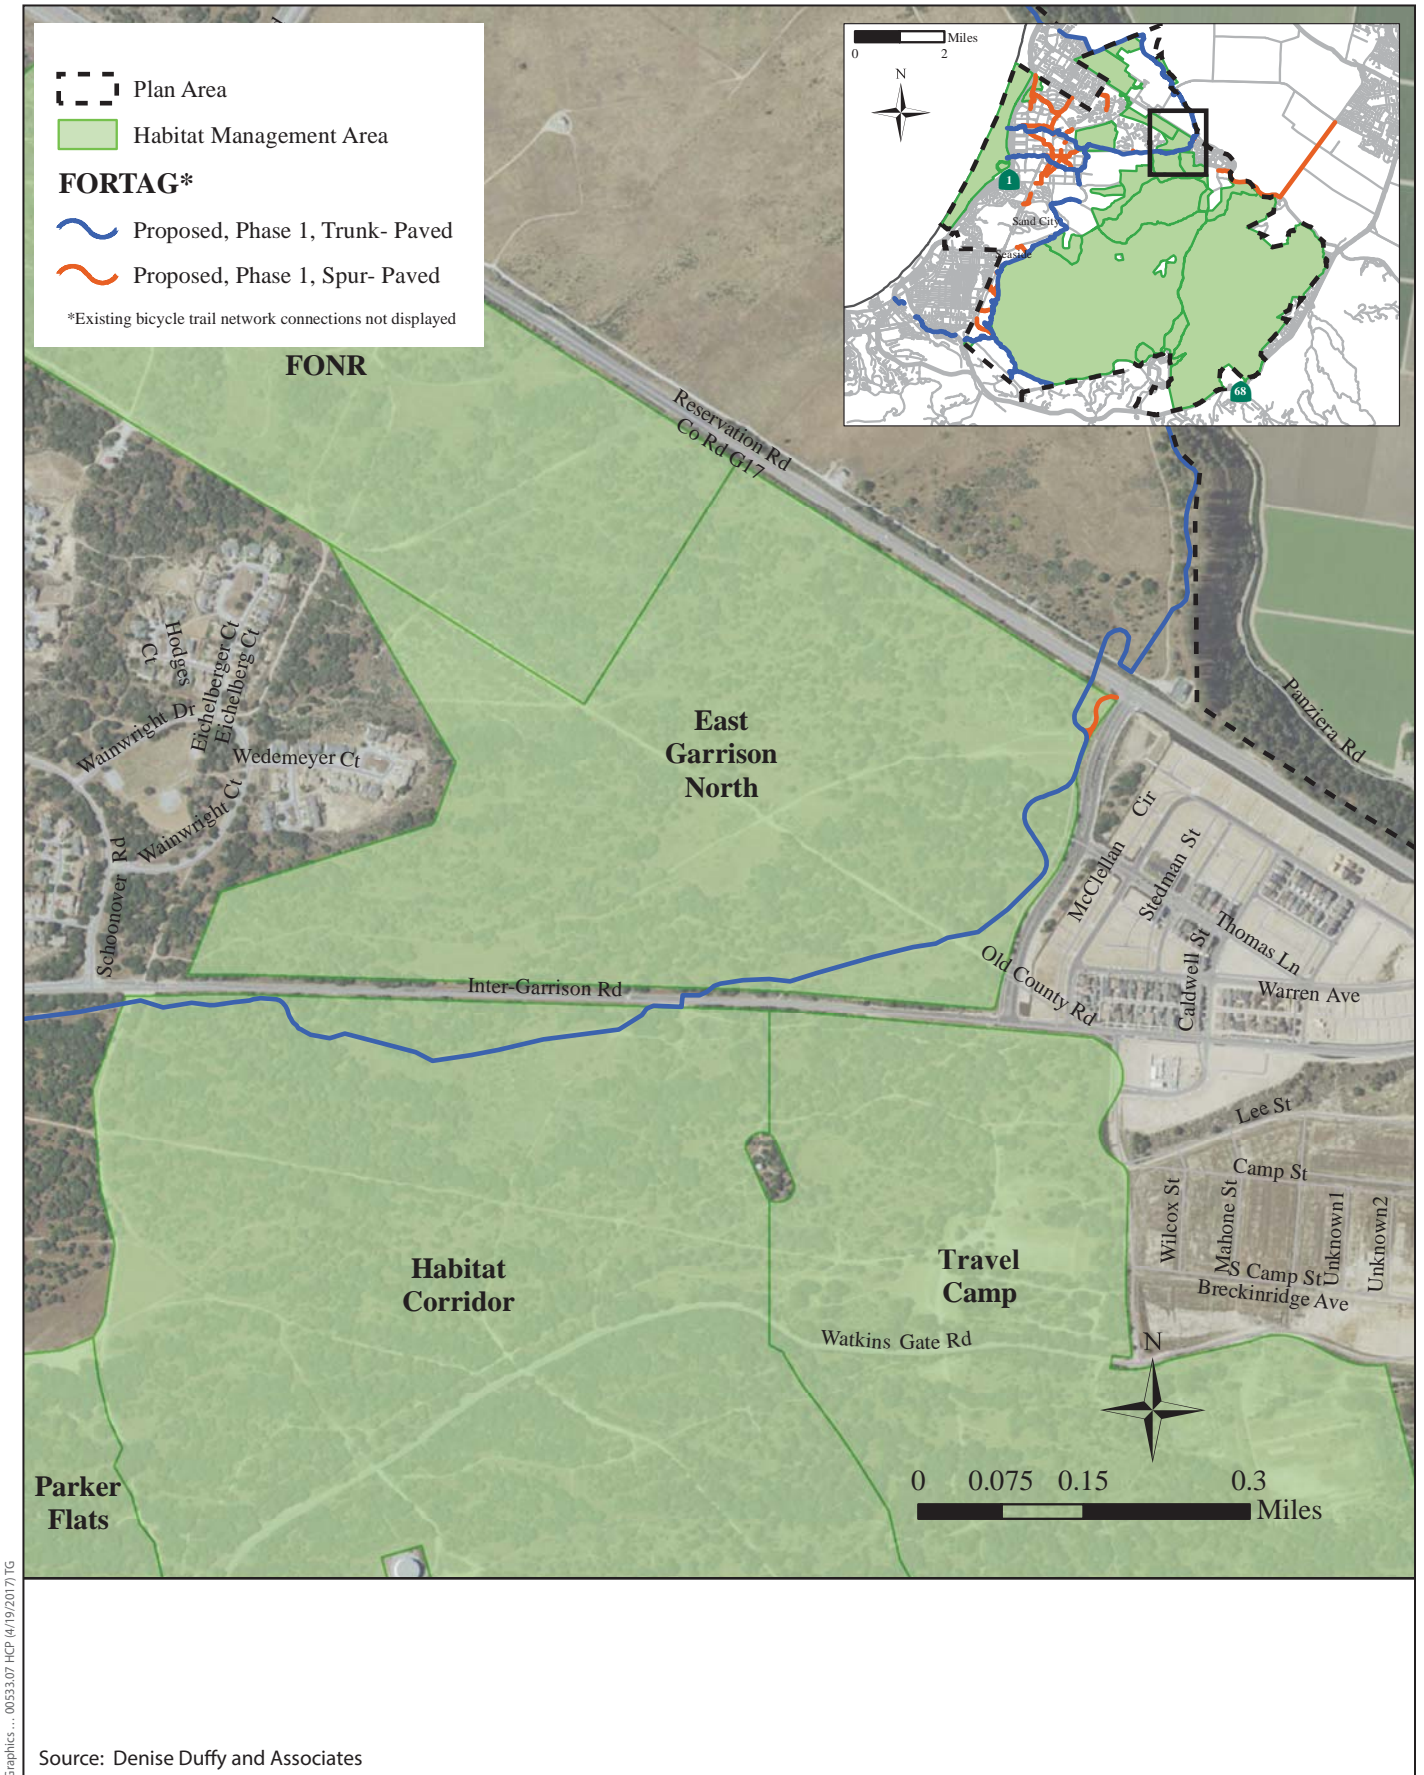 Plan Area
Habitat Management Area
FORTAG*
Proposed, Phase 1, Trunk- Paved
Proposed, Phase 1, Spur- Paved
*Existing bicycle trail network connections not displayed
Miles
0
2
N
1
Sand City
Seaside
68
FONR
Reservation Rd
Co Rd G17
Hodges
Ct
Eichelberger Ct
Eichelberg Ct
Wainwright Dr
Wedemeyer Ct
Wainwright Ct
Schoonover Rd
East
Garrison
North
Panziera Rd
McClellan
Cir
Stedman St
Thomas Ln
Caldwell St
Warren Ave
Old County Rd
Inter-Garrison Rd
Lee St
Camp St
Wilcox St
Mahone St
Unknown1
Unknown2
S Camp St
Breckinridge Ave
Habitat
Corridor
Travel
Camp
Watkins Gate Rd
N
Parker
Flats
0
0.075
0.15
0.3
Miles
Graphics … 00533.07 HCP (4/19/2017) TG
Source: Denise Duffy and Associates